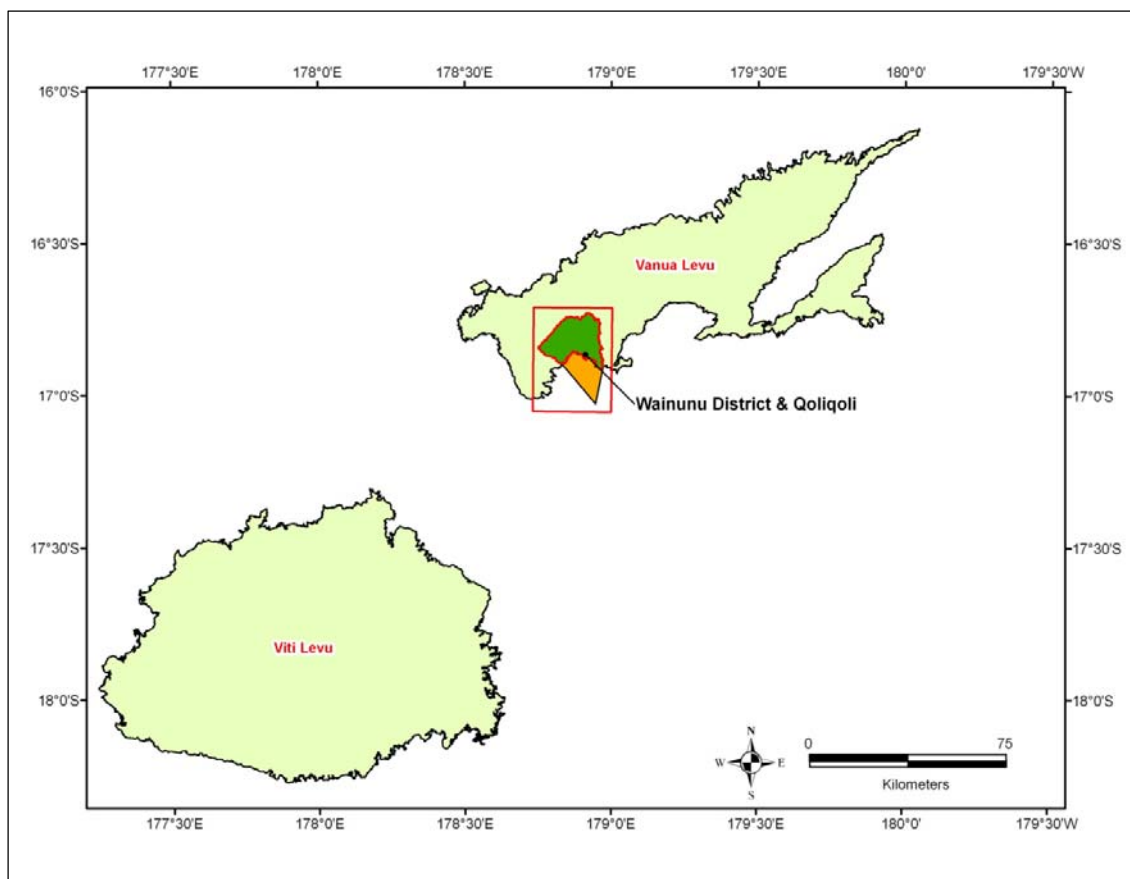 177°30'E 178°0'E 178°30'E 179°0'E 179°30'E 180°0' 179°30'W
16°0'S
16°30'S 16°30'S
Vanua Levu
17°0'S 17°0'S
Wainunu District & Qoliqoli
17°30'S 17°30'S
Viti Levu
18°0'S 18°0'S
N
W E
S
0 75
Kilometers
177°30'E 178°0'E 178°30'E 179°0'E 179°30'E 180°0' 179°30'W